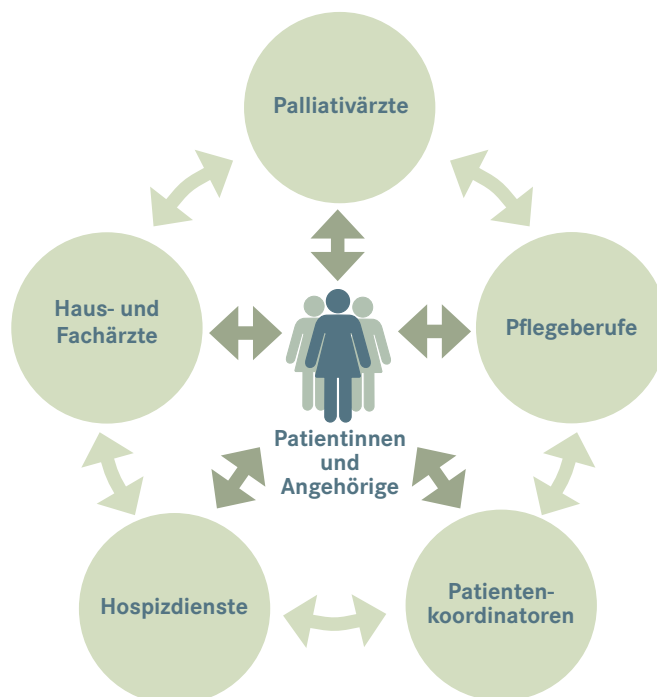 Palliativärzte
Haus- und
Fachärzte
Pflegeberufe
Patientinnen
und
Angehörige
Hospizdienste
Patienten-
koordinatoren